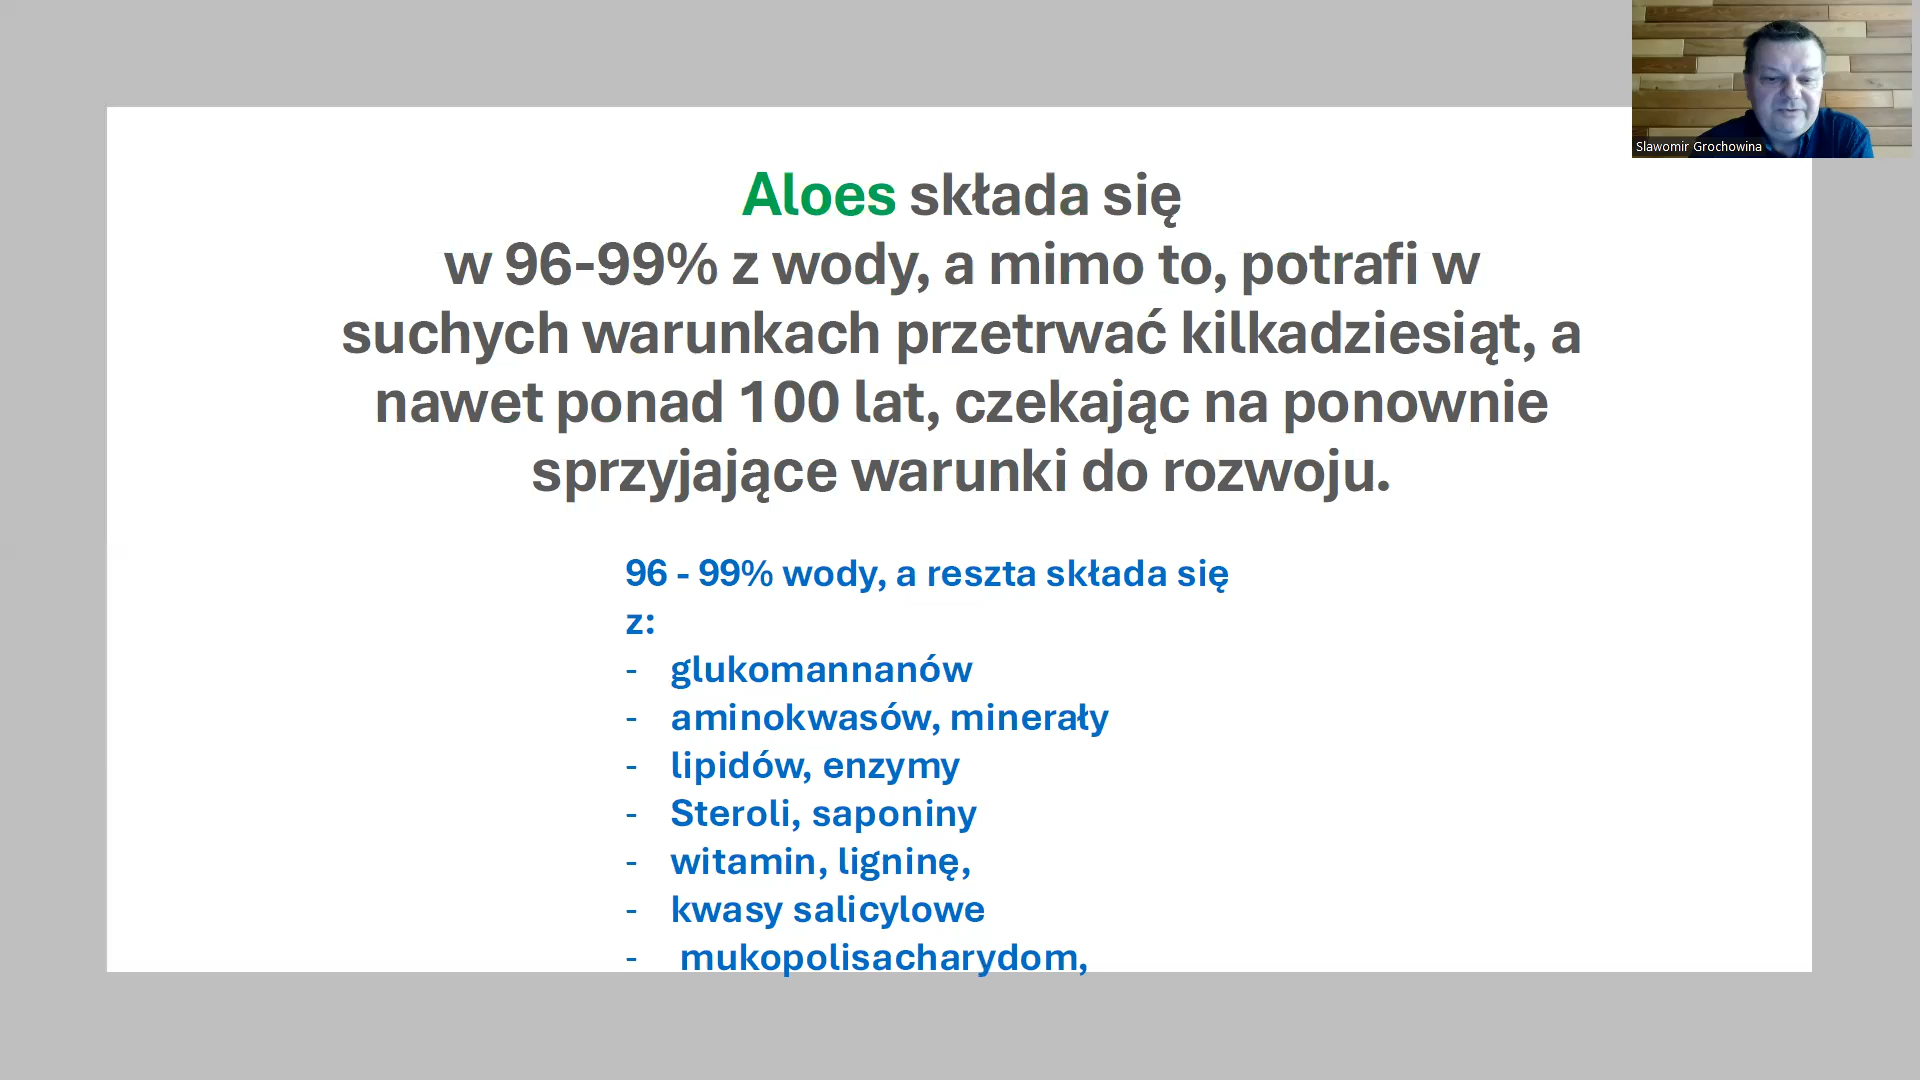 Slawomir Grochowina
Aloes składa się
w 96-99% z wody, a mimo to, potrafi w
suchych warunkach przetrwać kilkadziesiąt, a
nawet ponad 100 lat, czekając na ponownie
sprzyjające warunki do rozwoju.
96 - 99% wody, a reszta składa się
z:
- glukomannanów
- aminokwasów, minerały
- lipidów, enzymy
- Steroli, saponiny
- witamin, ligninę,
- kwasy salicylowe
- mukopolisacharydom,